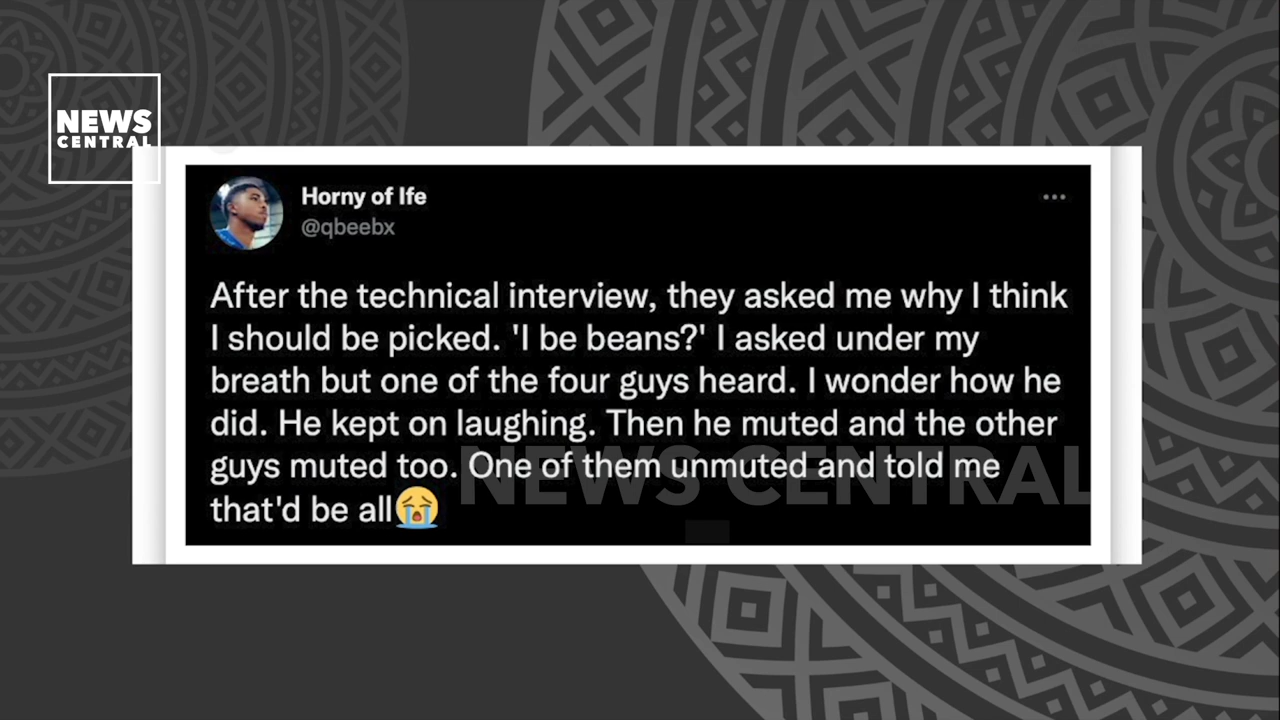 NEWS
CENTRAL
Horny of Ife
@qbeebx
After the technical interview, they asked me why I think
I should be picked. 'I be beans?' I asked under my
breath but one of the four guys heard. I wonder how he
did. He kept on laughing. Then he muted and the other
guys muted too. One of them unmuted and told me
that'd be all😭
NEWS CENTRAL